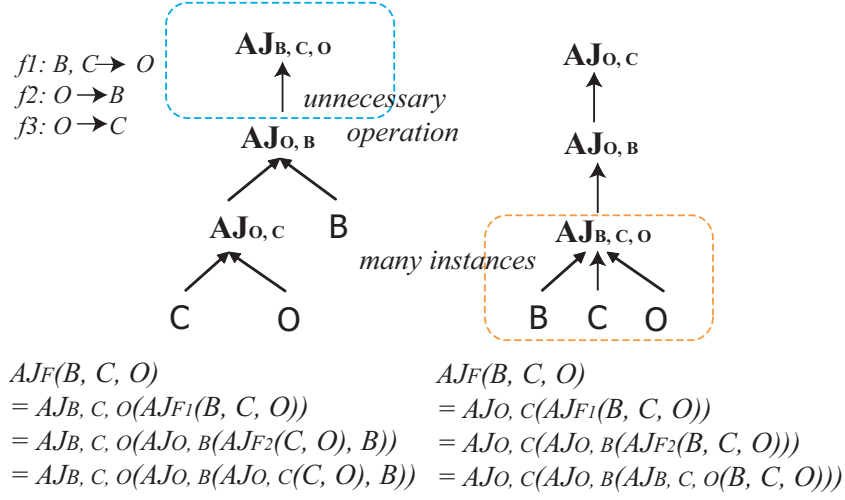 f1: B, C → O
f2: O → B
f3: O → C
AJB, C, O
unnecessary
operation
AJO, B
AJO, C
B
C
O
AJO, C
AJO, B
AJB, C, O
many instances
B
C
O
AJF(B, C, O)
= AJB, C, O(AJF1(B, C, O))
= AJB, C, O(AJO, B(AJF2(C, O), B))
= AJB, C, O(AJO, B(AJO, C(C, O), B))
AJF(B, C, O)
= AJO, C(AJF1(B, C, O))
= AJO, C(AJO, B(AJF2(B, C, O)))
= AJO, C(AJO, B(AJB, C, O(B, C, O)))